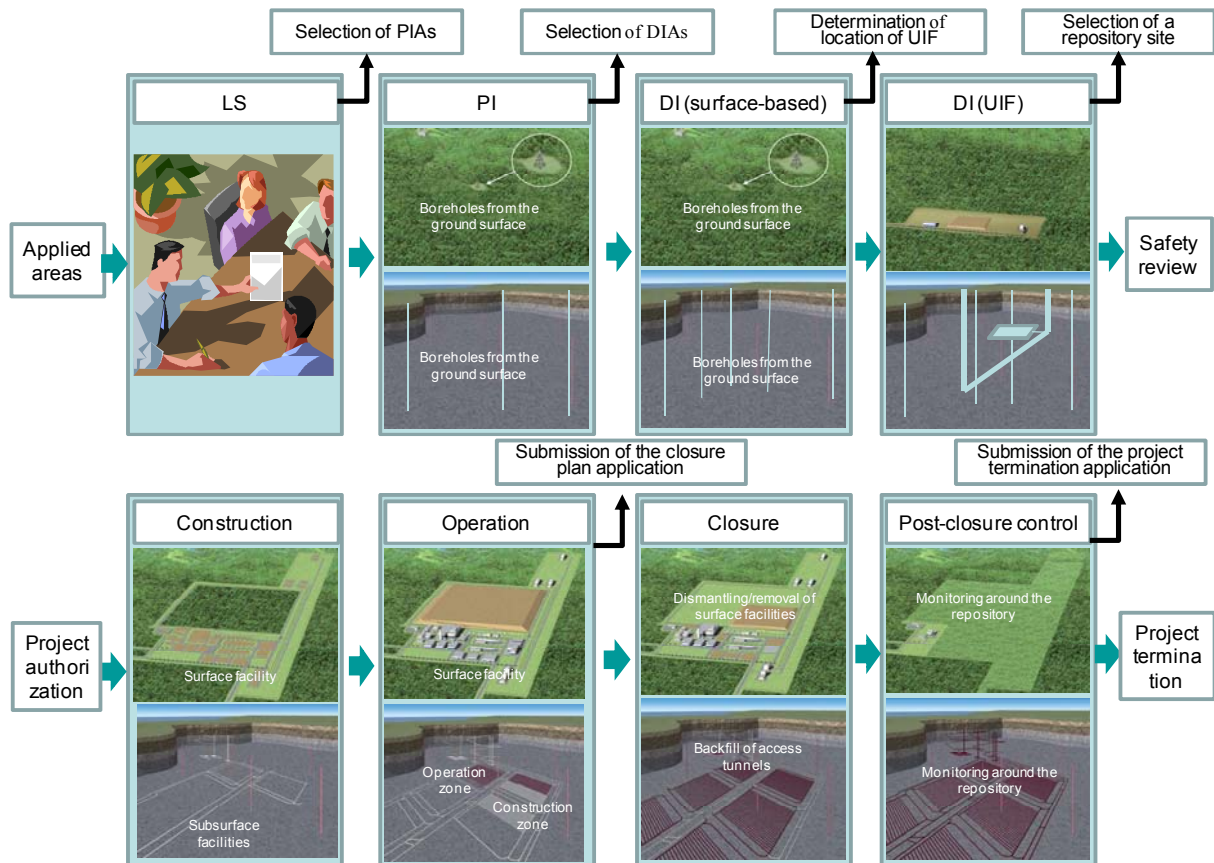 Selection of PIAs
Selection of DIAs
Determination of
location of UIF
Selection of a
repository site
LS
PI
DI (surface-based)
DI (UIF)
Applied
areas
Boreholes from the
ground surface
Boreholes from the
ground surface
Boreholes from the
ground surface
Boreholes from the
ground surface
Safety
review
Submission of the closure
plan application
Submission of the project
termination application
Construction
Operation
Closure
Post-closure control
Project
authori
zation
Surface facility
Subsurface
facilities
Surface facility
Operation
zone
Construction
zone
Dismantling/removal of
surface facilities
Backfill of access
tunnels
Monitoring around the
repository
Monitoring around the
repository
Project
termina
tion